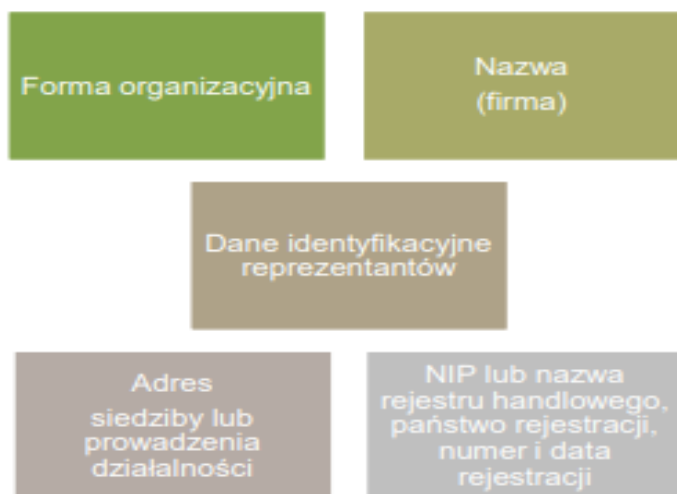 Forma organizacyjna
Nazwa
(firma)
Dane identyfikacyjne
reprezentantów
Adres
siedziby lub
prowadzenia
działalności
NIP lub nazwa
rejestru handlowego,
państwo rejestracji,
numer i data
rejestracji